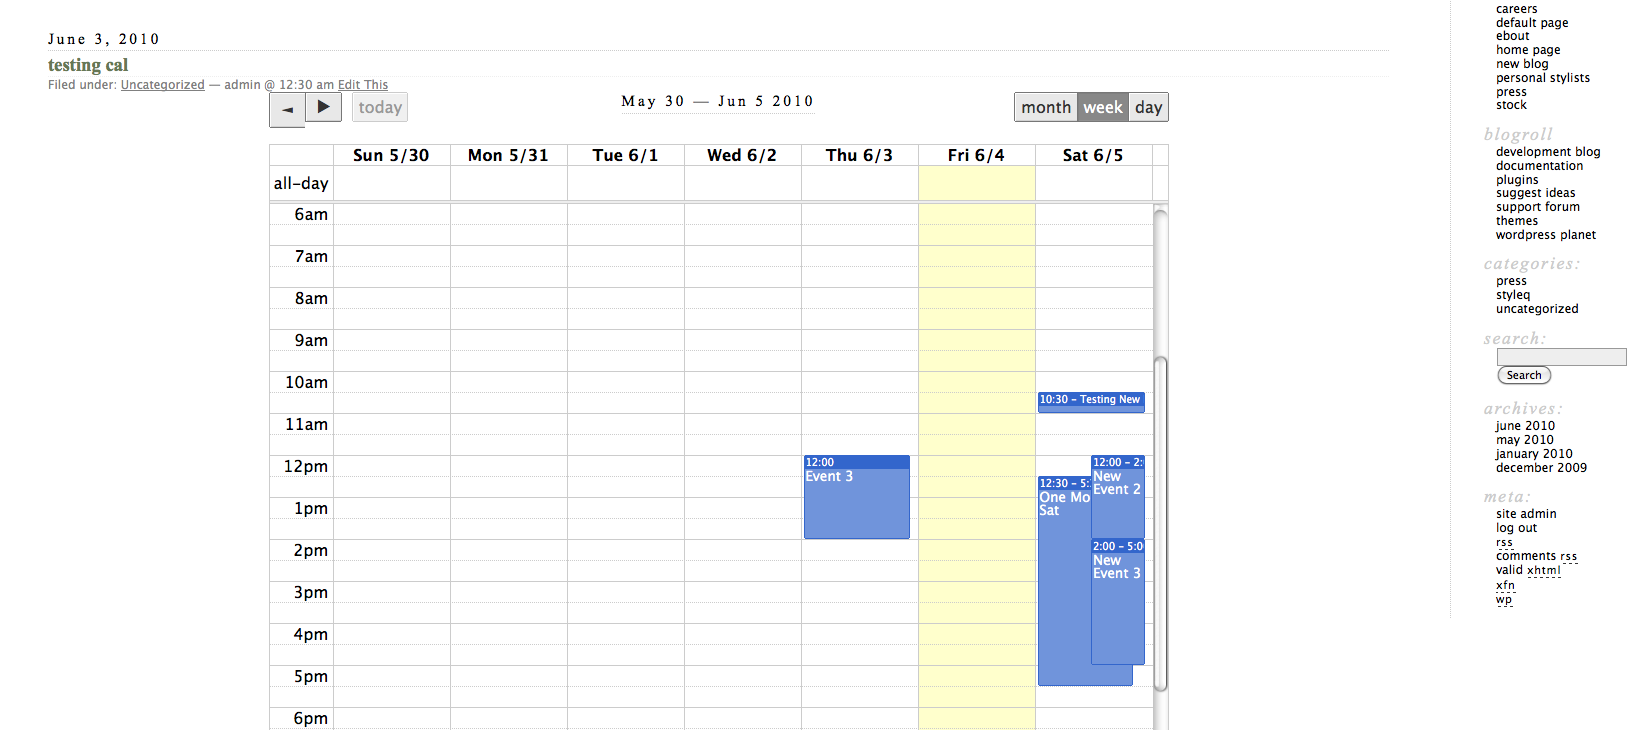 June 3, 2010
testing cal
Filed under: Uncategorized — admin @ 12:30 am Edit This
today
May 30 — Jun 5 2010
month week day
Sun 5/30 Mon 5/31 Tue 6/1 Wed 6/2 Thu 6/3 Fri 6/4 Sat 6/5
all-day
6am
7am
8am
9am
10am
10:30 - Testing New
11am
12pm
12:00
Event 3
12:00 - 2:
New
Event 2
12:30 - 5:
One Mo
Sat
1pm
2pm
2:00 - 5:0
New
Event 3
3pm
4pm
5pm
6pm
careers
default page
ebout
home page
new blog
personal stylists
press
stock
blogroll
development blog
documentation
plugins
suggest ideas
support forum
themes
wordpress planet
categories:
press
styleq
uncategorized
search:
Search
archives:
june 2010
may 2010
january 2010
december 2009
meta:
site admin
log out
rss
comments rss
valid xhtml
xfn
wp